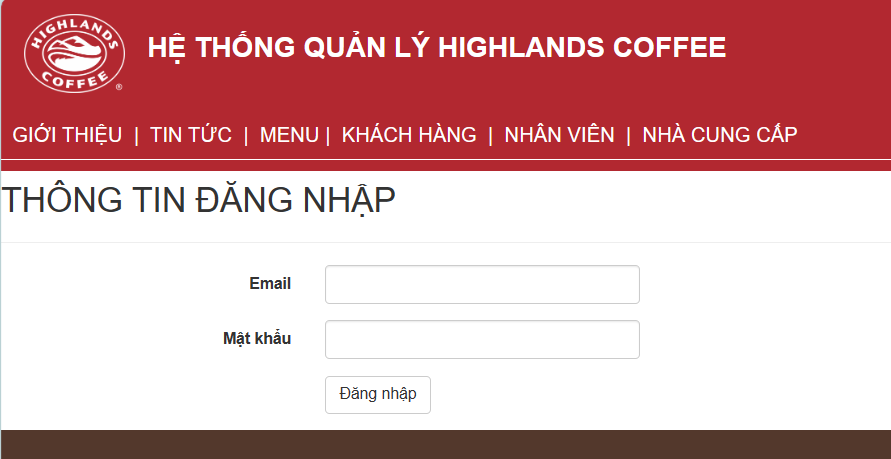 HIGHLANDS
COFFEE
®
HỆ THỐNG QUẢN LÝ HIGHLANDS COFFEE
GIỚI THIỆU | TIN TỨC | MENU | KHÁCH HÀNG | NHÂN VIÊN | NHÀ CUNG CẤP
THÔNG TIN ĐĂNG NHẬP
Email
Mật khẩu
Đăng nhập